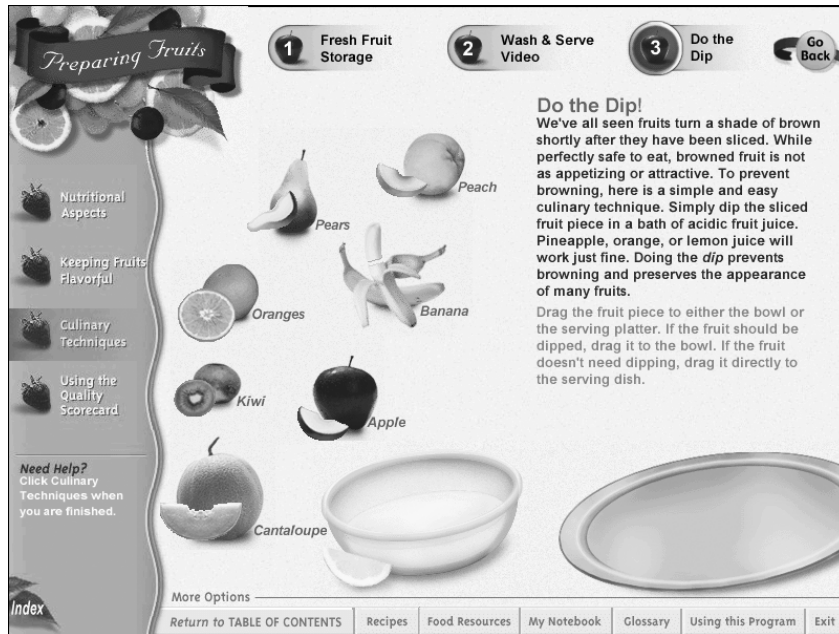 Preparing Fruits
1
Fresh Fruit
Storage
2
Wash & Serve
Video
3
Do the
Dip
Go
Back
Do the Dip!
We've all seen fruits turn a shade of brown
shortly after they have been sliced. While
perfectly safe to eat, browned fruit is not
as appetizing or attractive. To prevent
browning, here is a simple and easy
culinary technique. Simply dip the sliced
fruit piece in a bath of acidic fruit juice.
Pineapple, orange, or lemon juice will
work just fine. Doing the dip prevents
browning and preserves the appearance
of many fruits.
Drag the fruit piece to either the bowl or
the serving platter. If the fruit should be
dipped, drag it to the bowl. If the fruit
doesn't need dipping, drag it directly to
the serving dish.
Peach
Pears
Oranges
Banana
Kiwi
Apple
Cantaloupe
Nutritional
Aspects
Keeping Fruits
Flavorful
Culinary
Techniques
Using the
Quality
Scorecard
Need Help?
Click Culinary
Techniques when
you are finished.
Index
More Options
Return to TABLE OF CONTENTS
Recipes
Food Resources
My Notebook
Glossary
Using this Program
Exit